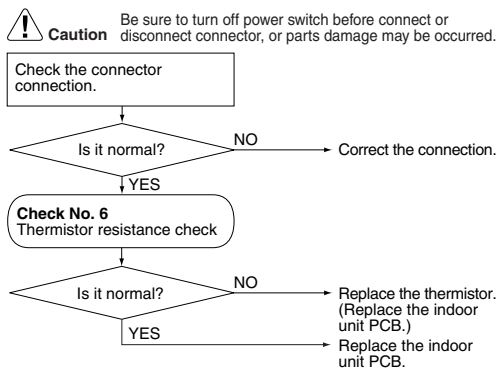 Caution
Be sure to turn off power switch before connect or
disconnect connector, or parts damage may be occurred.
Check the connector
connection.
Is it normal?
NO
Correct the connection.
YES
Check No. 6
Thermistor resistance check
Is it normal?
NO
Replace the thermistor.
(Replace the indoor
unit PCB.)
YES
Replace the indoor
unit PCB.